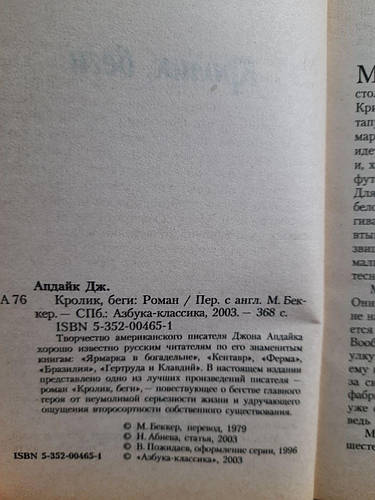 Апдайк Дж.
А 76 Кролик, беги: Роман / Пер. с англ. М. Бек-
кер. — СПб.: Азбука-классика, 2003. — 368 с.
ISBN 5-352-00465-1
Творчество американского писателя Джона Апдайка
хорошо известно русским читателям по его знаменитым
книгам: «Ярмарка в богадельне», «Кентавр», «Ферма»,
«Бразилия», «Гертруда и Клавдий». В настоящем издании
представлено одно из лучших произведений писателя —
роман «Кролик, беги», — повествующее о бегстве главного
героя от неумолимой серьезности жизни и удручающего
ощущения второсортности собственного существования.
© М. Беккер, перевод, 1979
© Н. Абиева, статья, 2003
© В. Пожидаев, оформление серии, 1996
ISBN 5-352-00465-1 © «Азбука-классика», 2003